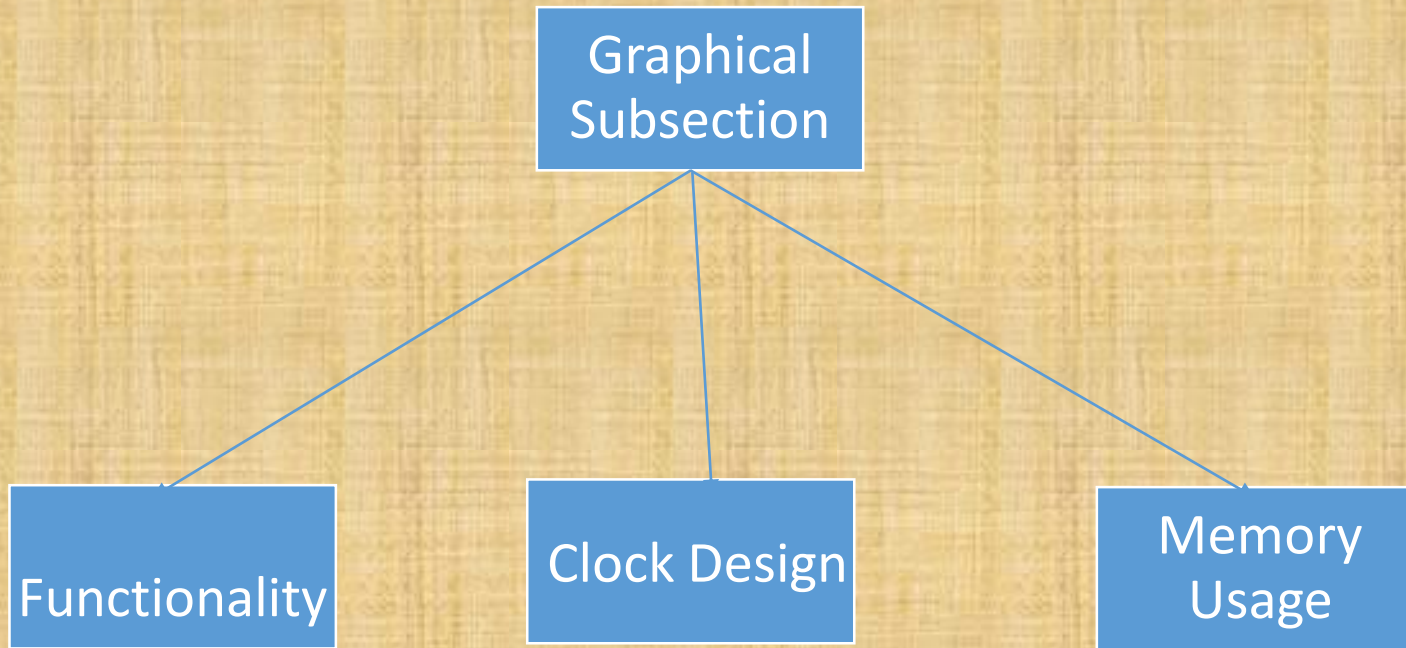 Graphical
Subsection
Functionality
Clock Design
Memory
Usage